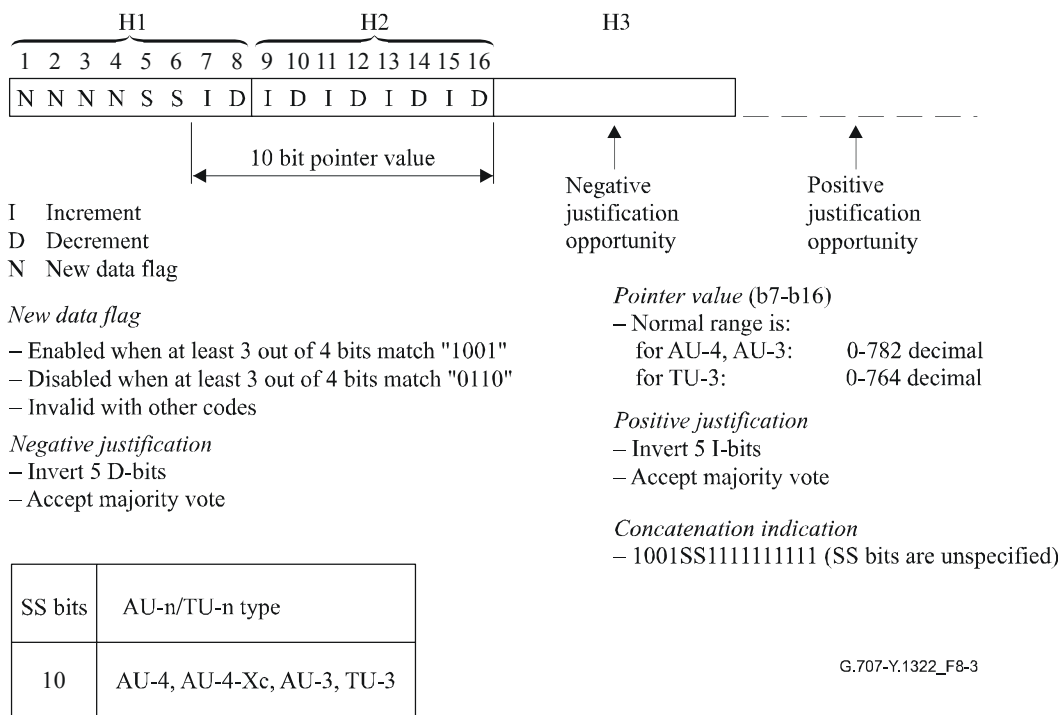 H1 H2 H3
1 2 3 4 5 6 7 8 9 10 11 12 13 14 15 16
N N N N S S I D I D I D I D I D
10 bit pointer value
Negative
justification
opportunity
Positive
justification
opportunity
I Increment
D Decrement
N New data flag
New data flag
– Enabled when at least 3 out of 4 bits match "1001"
– Disabled when at least 3 out of 4 bits match "0110"
– Invalid with other codes
Negative justification
– Invert 5 D-bits
– Accept majority vote
Pointer value (b7-b16)
– Normal range is:
for AU-4, AU-3: 0-782 decimal
for TU-3: 0-764 decimal
Positive justification
– Invert 5 I-bits
– Accept majority vote
Concatenation indication
– 1001SS1111111111 (SS bits are unspecified)
SS bits AU-n/TU-n type
10 AU-4, AU-4-Xc, AU-3, TU-3
G.707-Y.1322_F8-3